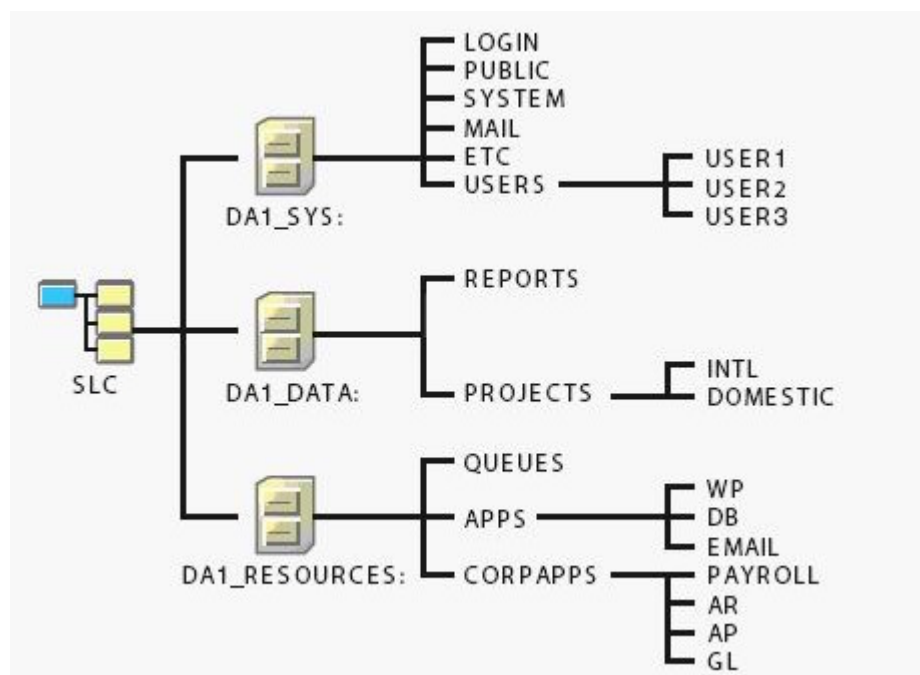 LOGIN
PUBLIC
SYSTEM
MAIL
ETC
USERS
USER1
USER2
USER3
DA1_SYS:
REPORTS
SLC
DA1_DATA:
PROJECTS
INTL
DOMESTIC
QUEUES
APPS
WP
DB
EMAIL
DA1_RESOURCES:
CORPAPPS
PAYROLL
AR
AP
GL